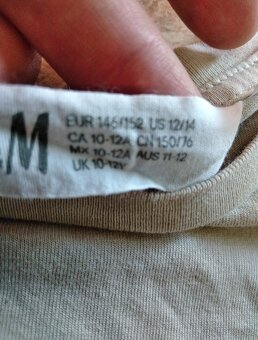 &M
EUR 146/152 US 12/14
CA 10-12A CN 150/76
MX 10-12A AUS 11-12
UK 10-12Y